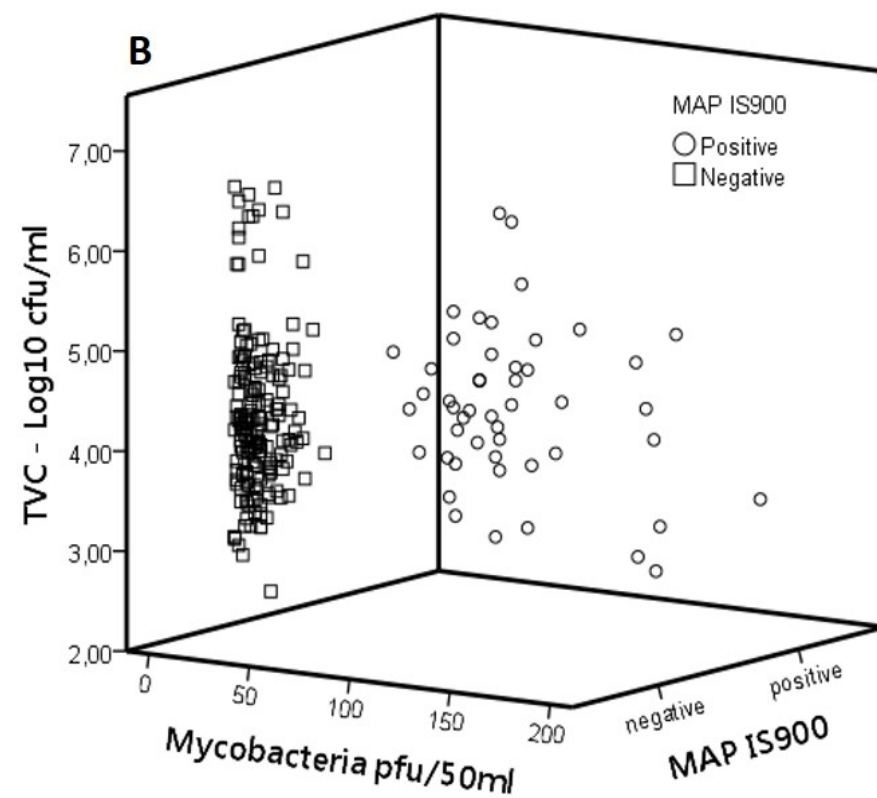 B
MAP IS900
Positive
Negative
TVC - Log10 cfu/ml
7,00
6,00
5,00
4,00
3,00
2,00
0
50
100
150
200
Mycobacteria pfu/50ml
negative
positive
MAP IS900